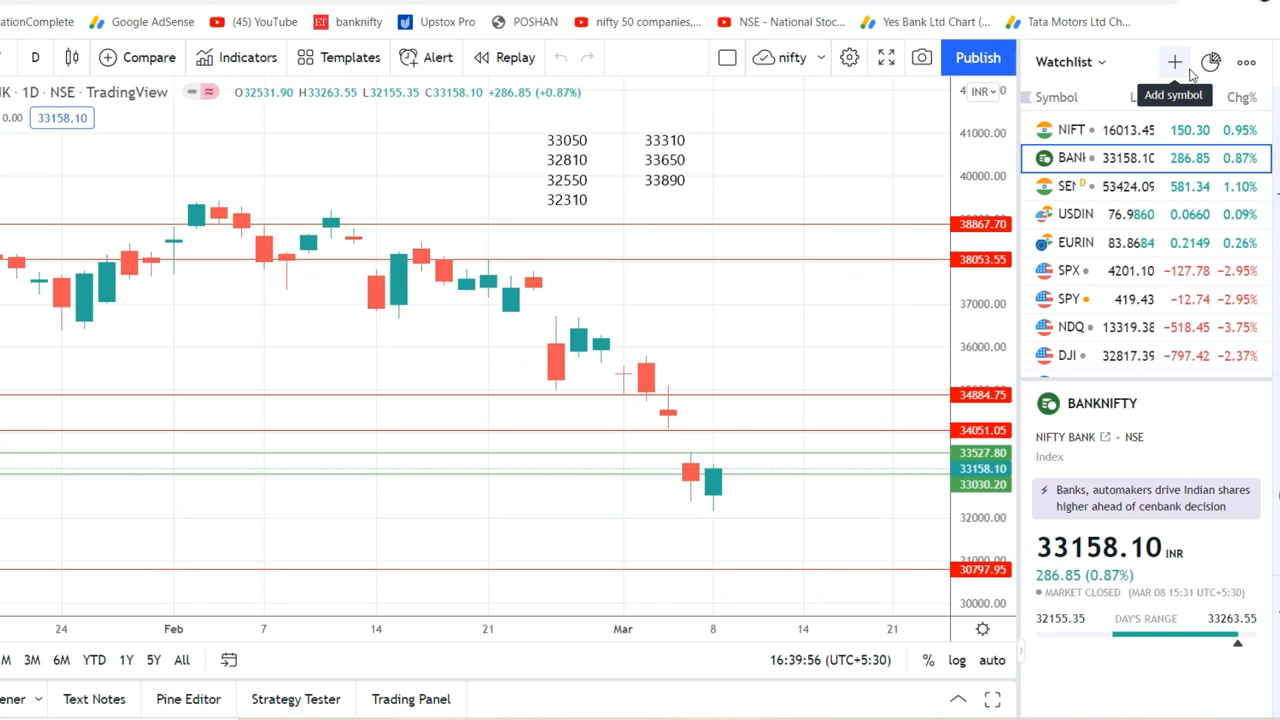 ationComplete Google AdSense (45) YouTube ET banknifty Upstox Pro POSHAN nifty 50 companies,... NSE - National Stoc... Yes Bank Ltd Chart (... Tata Motors Ltd Ch...
D Compare Indicators Templates Alert Replay nifty Publish
K · 1D · NSE · TradingView O32531.90 H33263.55 L32155.35 C33158.10 +286.85 (+0.87%) INR
0.00 33158.10
33050 33310
32810 33650
32550 33890
32310
41000.00
40000.00
38867.70
38053.55
37000.00
36000.00
34884.75
34051.05
33527.80
33158.10
33030.20
32000.00
30797.95
30000.00
24 Feb 7 14 21 Mar 8 14 21
M 3M 6M YTD 1Y 5Y All 16:39:56 (UTC+5:30) % log auto
ener Text Notes Pine Editor Strategy Tester Trading Panel
Watchlist
Add symbol
Symbol L Chg%
NIFT 16013.45 150.30 0.95%
BANK 33158.10 286.85 0.87%
SEN D 53424.09 581.34 1.10%
USDIN 76.9860 0.0660 0.09%
EURIN 83.8684 0.2149 0.26%
SPX 4201.10 −127.78 −2.95%
SPY 419.43 −12.74 −2.95%
NDQ 13319.38 −518.45 −3.75%
DJI 32817.39 −797.42 −2.37%
BANKNIFTY
NIFTY BANK · NSE
Index
Banks, automakers drive Indian shares
higher ahead of cenbank decision
33158.10 INR
286.85 (0.87%)
MARKET CLOSED (MAR 08 15:31 UTC+5:30)
32155.35 DAY'S RANGE 33263.55